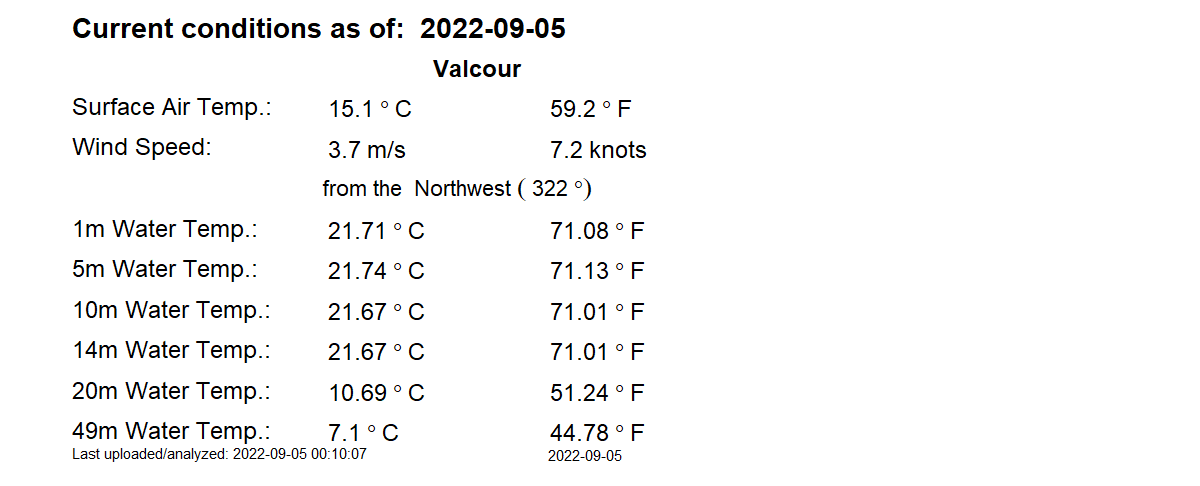 Current conditions as of: 2022-09-05
Valcour
Surface Air Temp.: 15.1 ° C 59.2 ° F
Wind Speed: 3.7 m/s 7.2 knots
from the Northwest ( 322 °)
1m Water Temp.: 21.71 ° C 71.08 ° F
5m Water Temp.: 21.74 ° C 71.13 ° F
10m Water Temp.: 21.67 ° C 71.01 ° F
14m Water Temp.: 21.67 ° C 71.01 ° F
20m Water Temp.: 10.69 ° C 51.24 ° F
49m Water Temp.: 7.1 ° C 44.78 ° F
Last uploaded/analyzed: 2022-09-05 00:10:07 2022-09-05